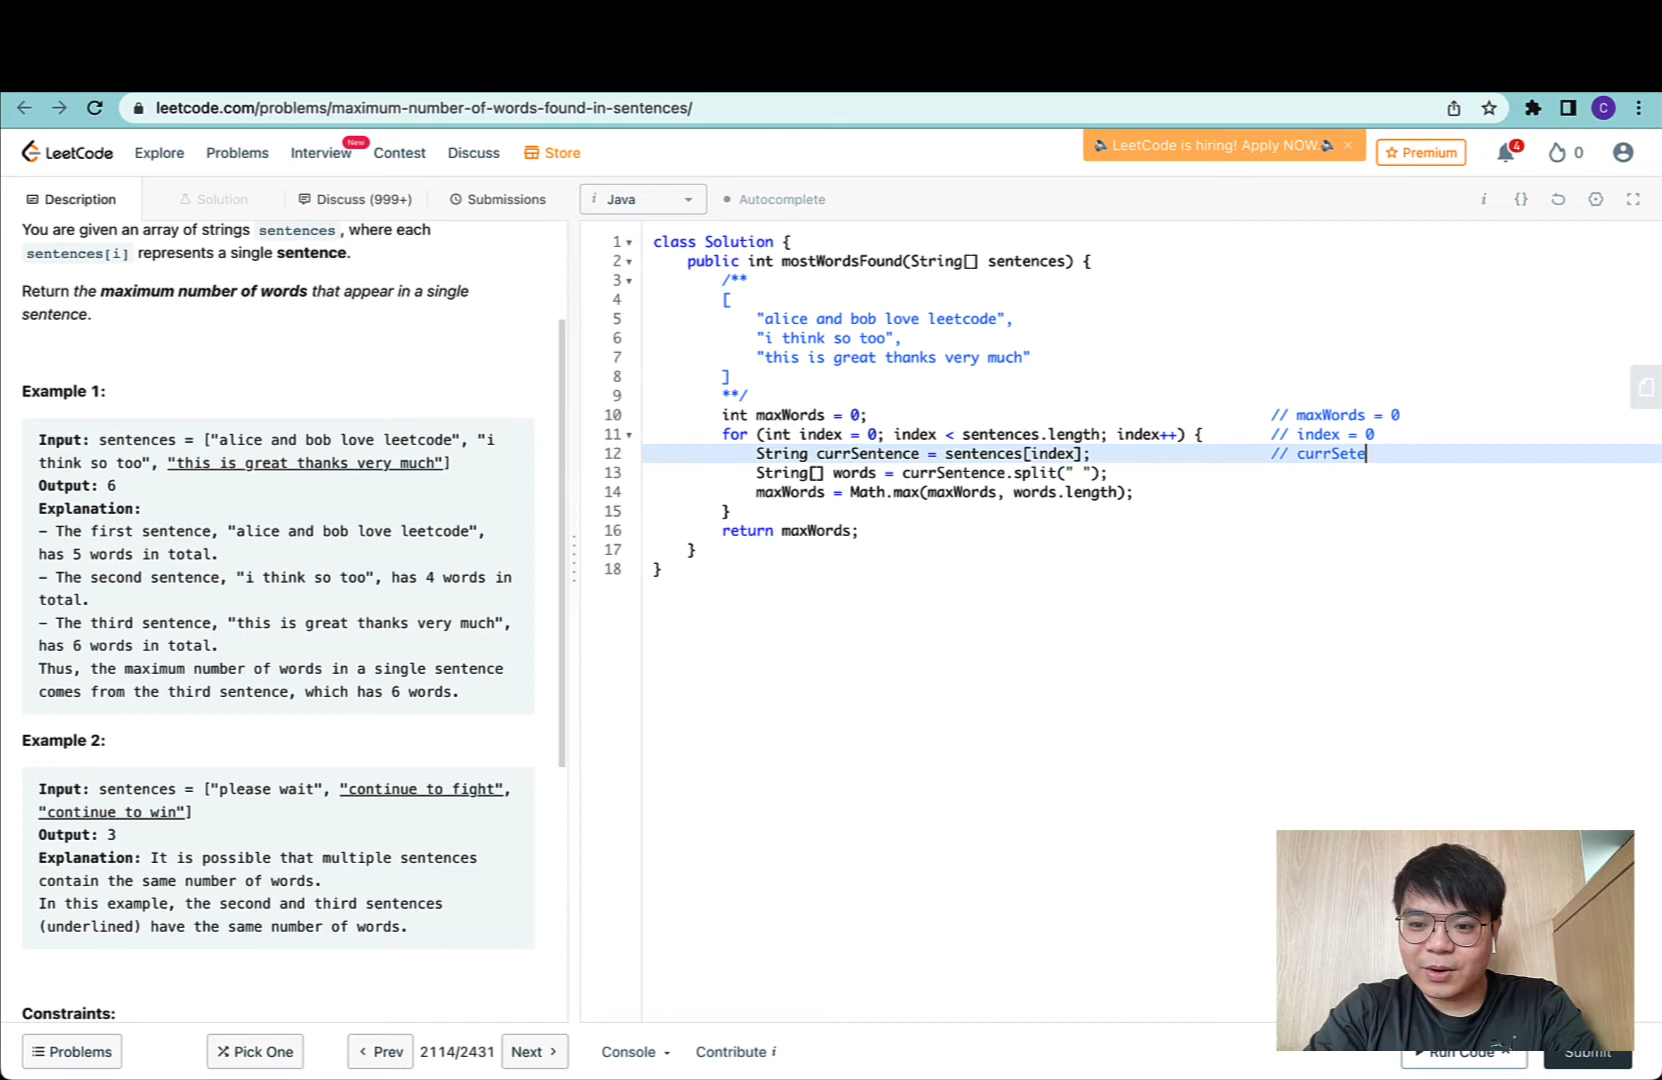 leetcode.com/problems/maximum-number-of-words-found-in-sentences/
C
LeetCode
Explore
Problems
Interview
New
Contest
Discuss
Store
LeetCode is hiring! Apply NOW
Premium
4
0
Description
Solution
Discuss (999+)
Submissions
i Java
Autocomplete
i
{}
You are given an array of strings sentences, where each
sentences[i] represents a single sentence.
Return the maximum number of words that appear in a single
sentence.
Example 1:
Input: sentences = ["alice and bob love leetcode", "i
think so too", "this is great thanks very much"]
Output: 6
Explanation:
- The first sentence, "alice and bob love leetcode",
has 5 words in total.
- The second sentence, "i think so too", has 4 words in
total.
- The third sentence, "this is great thanks very much",
has 6 words in total.
Thus, the maximum number of words in a single sentence
comes from the third sentence, which has 6 words.
Example 2:
Input: sentences = ["please wait", "continue to fight",
"continue to win"]
Output: 3
Explanation: It is possible that multiple sentences
contain the same number of words.
In this example, the second and third sentences
(underlined) have the same number of words.
Constraints:
1 class Solution {
2 public int mostWordsFound(String[] sentences) {
3 /**
4 [
5 "alice and bob love leetcode",
6 "i think so too",
7 "this is great thanks very much"
8 ]
9 **/
10 int maxWords = 0; // maxWords = 0
11 for (int index = 0; index < sentences.length; index++) { // index = 0
12 String currSentence = sentences[index]; // currSete
13 String[] words = currSentence.split(" ");
14 maxWords = Math.max(maxWords, words.length);
15 }
16 return maxWords;
17 }
18 }
Problems
Pick One
Prev
2114/2431
Next
Console
Contribute i
Run Code
Submit